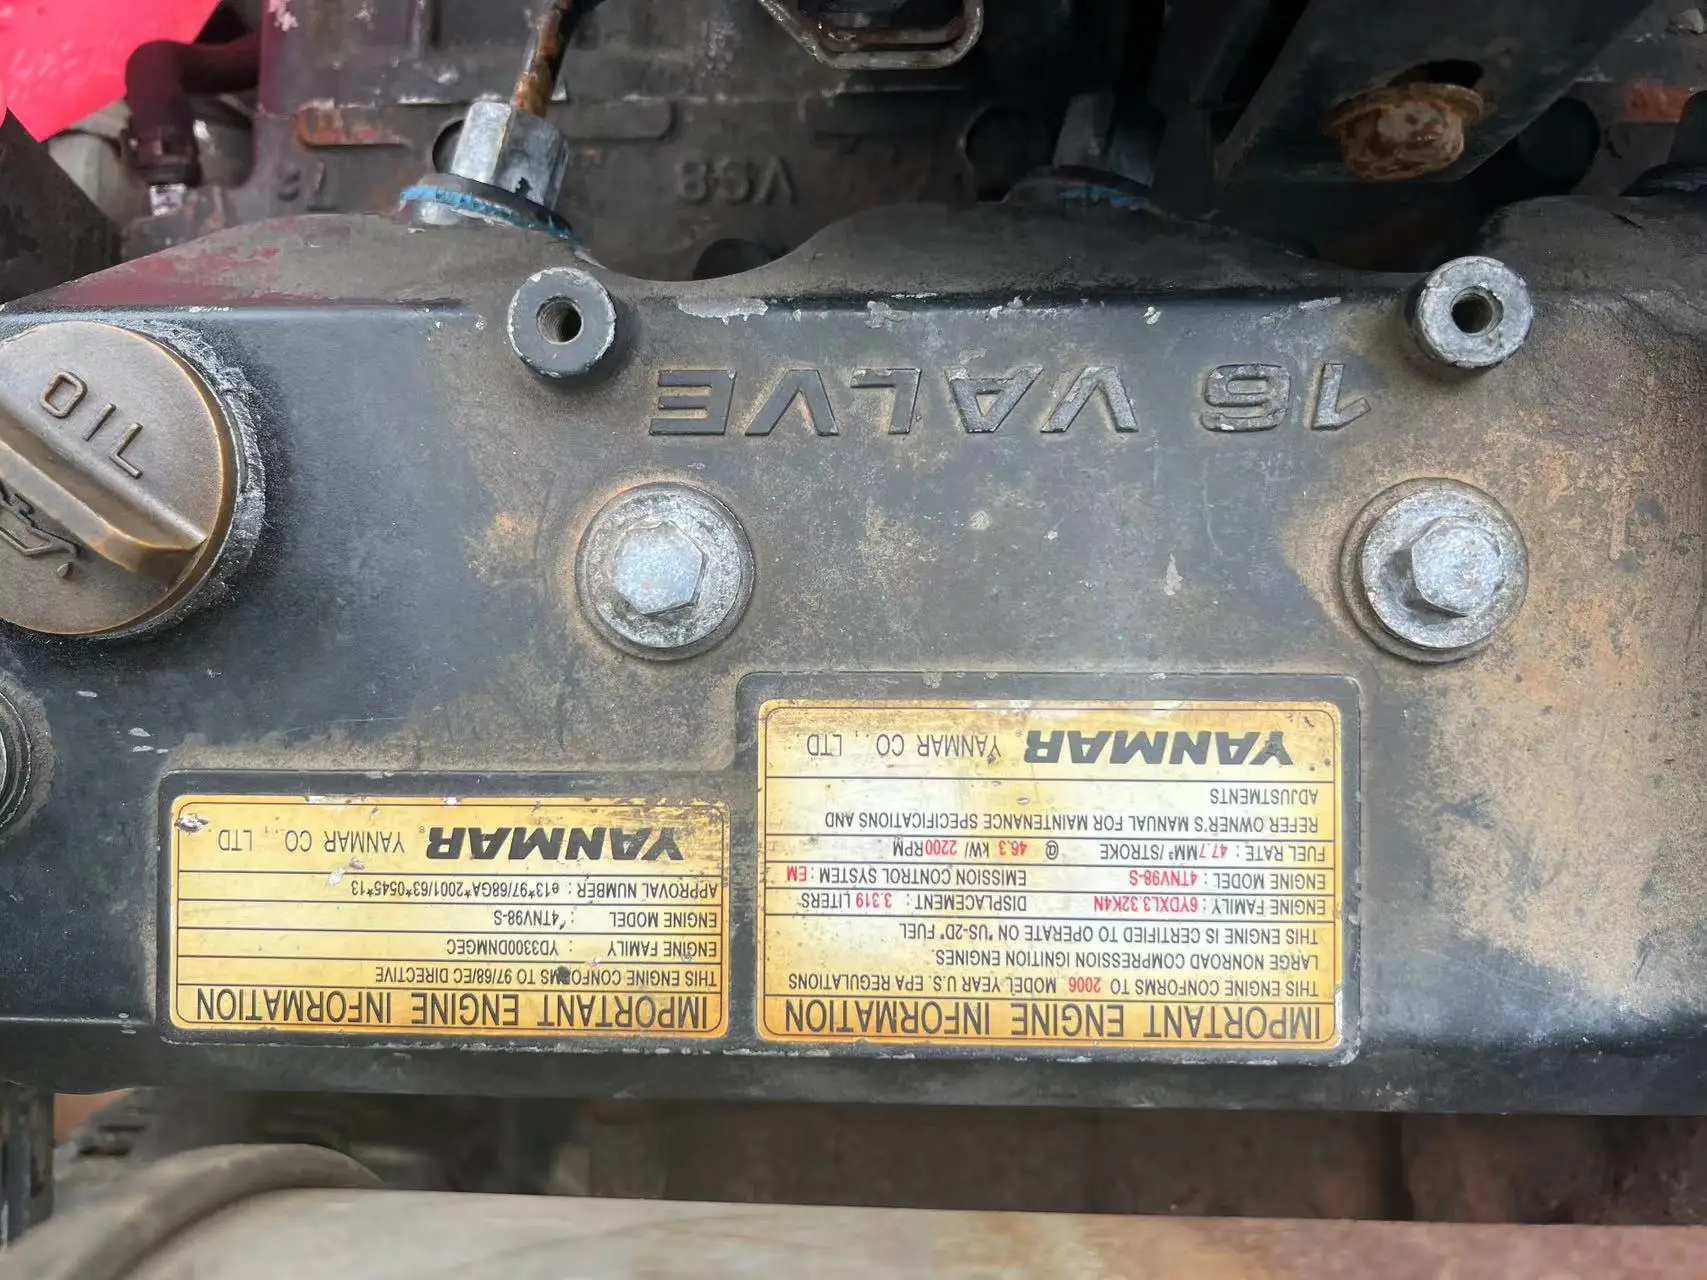 OIL
VS8
16 VALVE
IMPORTANT ENGINE INFORMATION
THIS ENGINE CONFORMS TO 2006 MODEL YEAR U.S. EPA REGULATIONS
LARGE NONROAD COMPRESSION IGNITION ENGINES.
THIS ENGINE IS CERTIFIED TO OPERATE ON "US-2D" FUEL
ENGINE FAMILY : 6YDXL3.32K4N DISPLACEMENT : 3.319 LITERS
ENGINE MODEL : 4TNV98-S EMISSION CONTROL SYSTEM : EM
FUEL RATE : 47.7MM³/STROKE @ 46.3 kW/ 2200RPM
REFER OWNER'S MANUAL FOR MAINTENANCE SPECIFICATIONS AND
ADJUSTMENTS
YANMAR YANMAR CO., LTD
IMPORTANT ENGINE INFORMATION
THIS ENGINE CONFORMS TO 97/68/EC DIRECTIVE
ENGINE FAMILY : YD3300DNMGEC
ENGINE MODEL : 4TNV98-S
APPROVAL NUMBER : e13*97/68GA*2001/63*0545*13
YANMAR® YANMAR CO., LTD